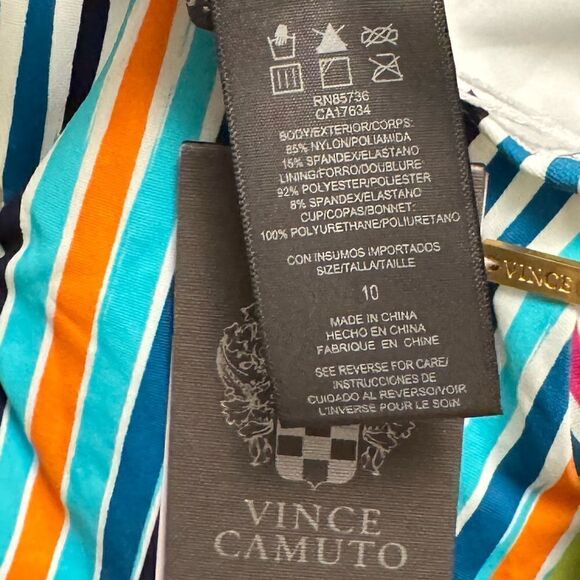 RN85736
CA17634
BODY/EXTERIOR/CORPS:
85% NYLON/POLIAMIDA
15% SPANDEX/ELASTANO
LINING/FORRO/DOUBLURE:
92% POLYESTER/POLIÉSTER
8% SPANDEX/ELASTANO
CUP/COPAS/BONNET:
100% POLYURETHANE/POLIURETANO
CON INSUMOS IMPORTADOS
SIZE/TALLA/TAILLE
10
MADE IN CHINA
HECHO EN CHINA
FABRIQUE EN CHINE
SEE REVERSE FOR CARE/
INSTRUCCIONES DE
CUIDADO AL REVERSO/VOIR
L'INVERSE POUR LE SOIN
VINCE
VINCE
CAMUTO